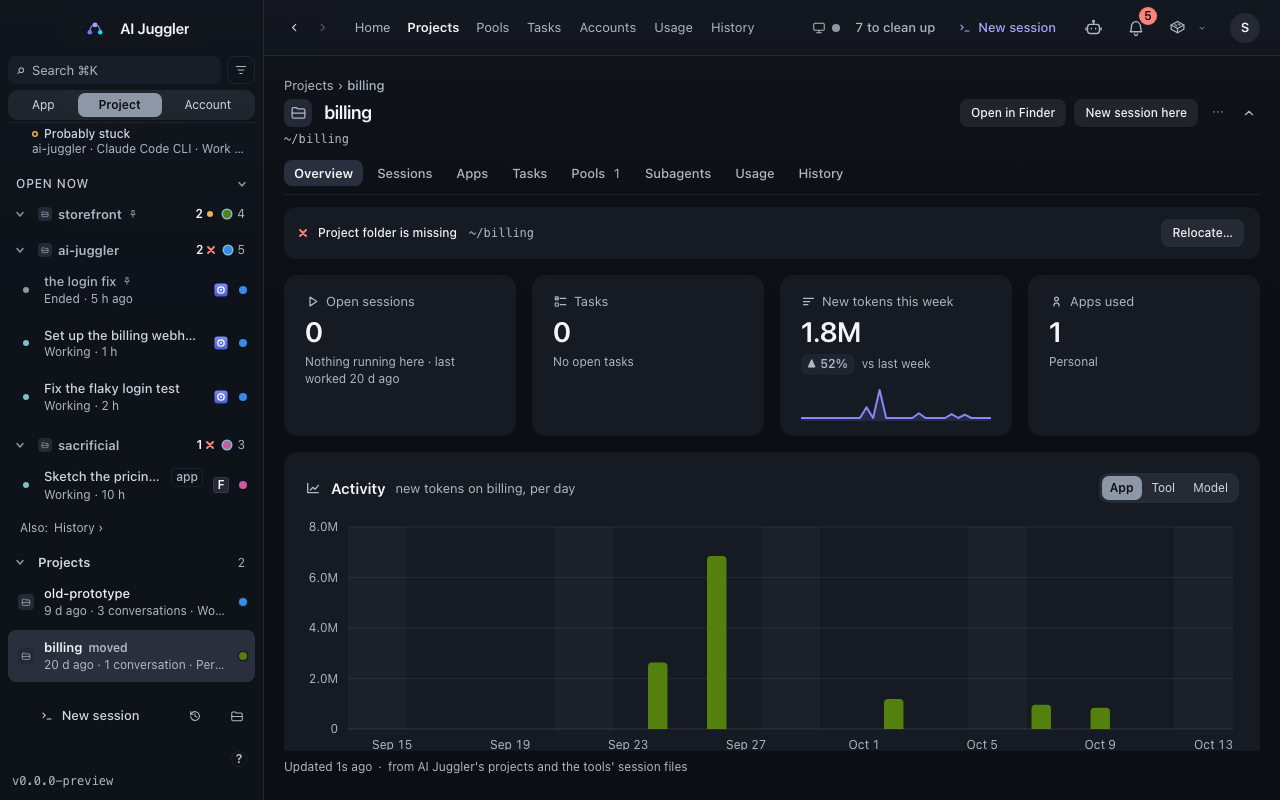 AI Juggler
Search ⌘K
App
Project
Account
Probably stuck
ai-juggler · Claude Code CLI · Work ...
OPEN NOW
storefront
2
4
ai-juggler
2
5
the login fix
Ended · 5 h ago
Set up the billing webh...
Working · 1 h
Fix the flaky login test
Working · 2 h
sacrificial
1
3
Sketch the pricin...
app
F
Working · 10 h
Also: History ›
Projects
2
old-prototype
9 d ago · 3 conversations · Wo...
billing moved
20 d ago · 1 conversation · Per...
New session
?
v0.0.0-preview
Home
Projects
Pools
Tasks
Accounts
Usage
History
7 to clean up
New session
5
S
Projects › billing
billing
Open in Finder
New session here
~/billing
Overview
Sessions
Apps
Tasks
Pools 1
Subagents
Usage
History
Project folder is missing ~/billing
Relocate...
Open sessions
0
Nothing running here · last
worked 20 d ago
Tasks
0
No open tasks
New tokens this week
1.8M
▲ 52% vs last week
Apps used
1
Personal
Activity new tokens on billing, per day
App
Tool
Model
8.0M
6.0M
4.0M
2.0M
0
Sep 15
Sep 19
Sep 23
Sep 27
Oct 1
Oct 5
Oct 9
Oct 13
Updated 1s ago · from AI Juggler's projects and the tools' session files